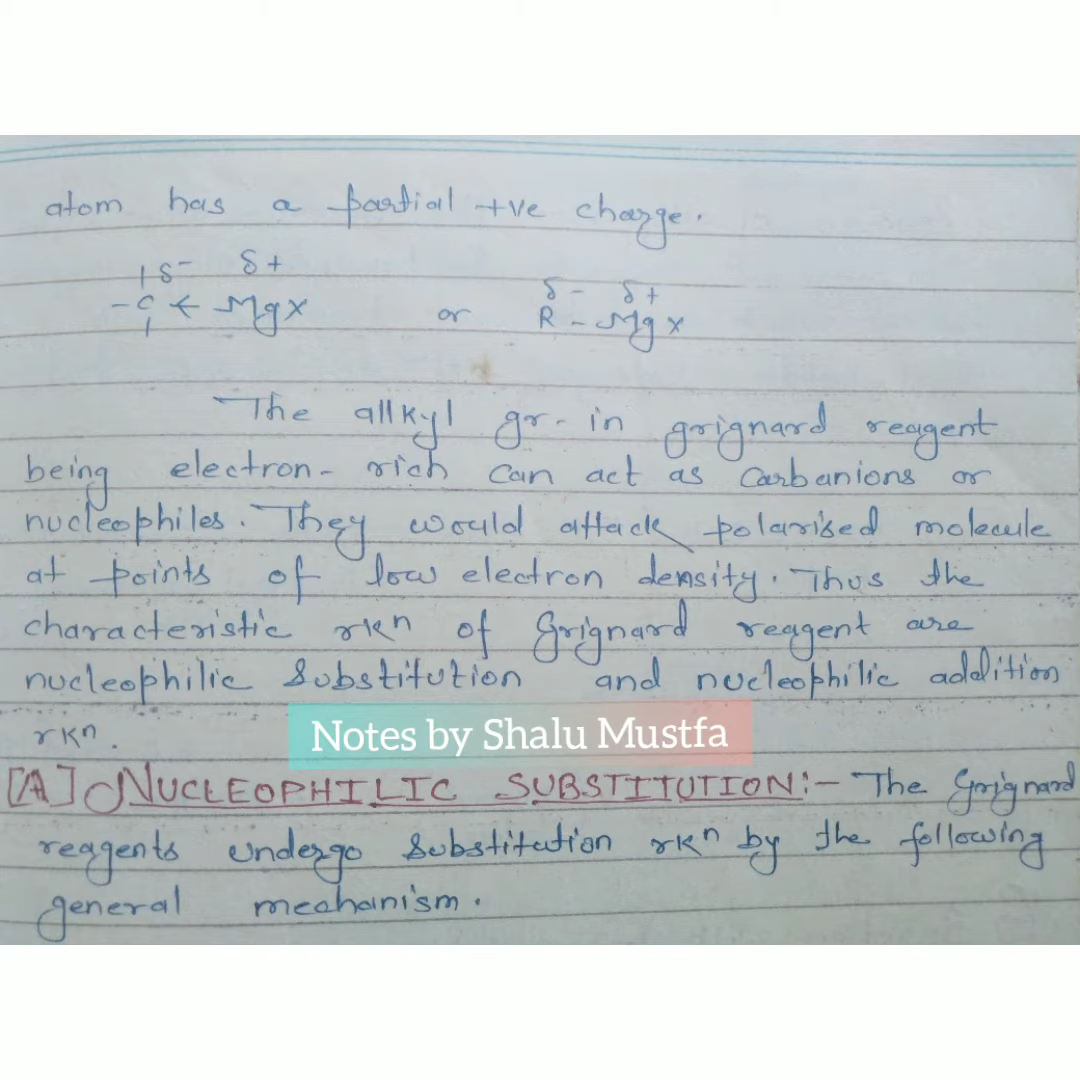 atom has a partial +ve charge.
| δ- δ+
-C ← MgX or δ- δ+
| R-MgX
The allkyl gr- in grignard reagent
being electron-rich can act as carbanions or
nucleophiles. They would attack polarised molecule
at points of low electron density. Thus the
characteristic rkn of Grignard reagent are
nucleophilic substitution and nucleophilic addition
rkn.
Notes by Shalu Mustfa
[A] NUCLEOPHILIC SUBSTITUTION:- The Grignard
reagents undergo substitution rkn by the following
general mechanism.